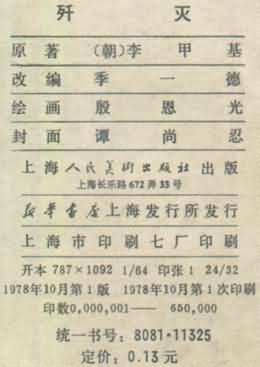 歼 灭
原 著 （朝）李 甲 基
改 编 季 一 德
绘 画 殷 恩 光
封 面 谭 尚 忍
上海人民美術出版社出版
上海长乐路672弄33号
新华書店上海发行所发行
上海市印刷七厂印刷
开本 787×1092 1/64 印张 1 24/32
1978年10月第1版 1978年10月第1次印刷
印数0,000,001—— 650,000
统一书号：8081·11325
定价：0.13元